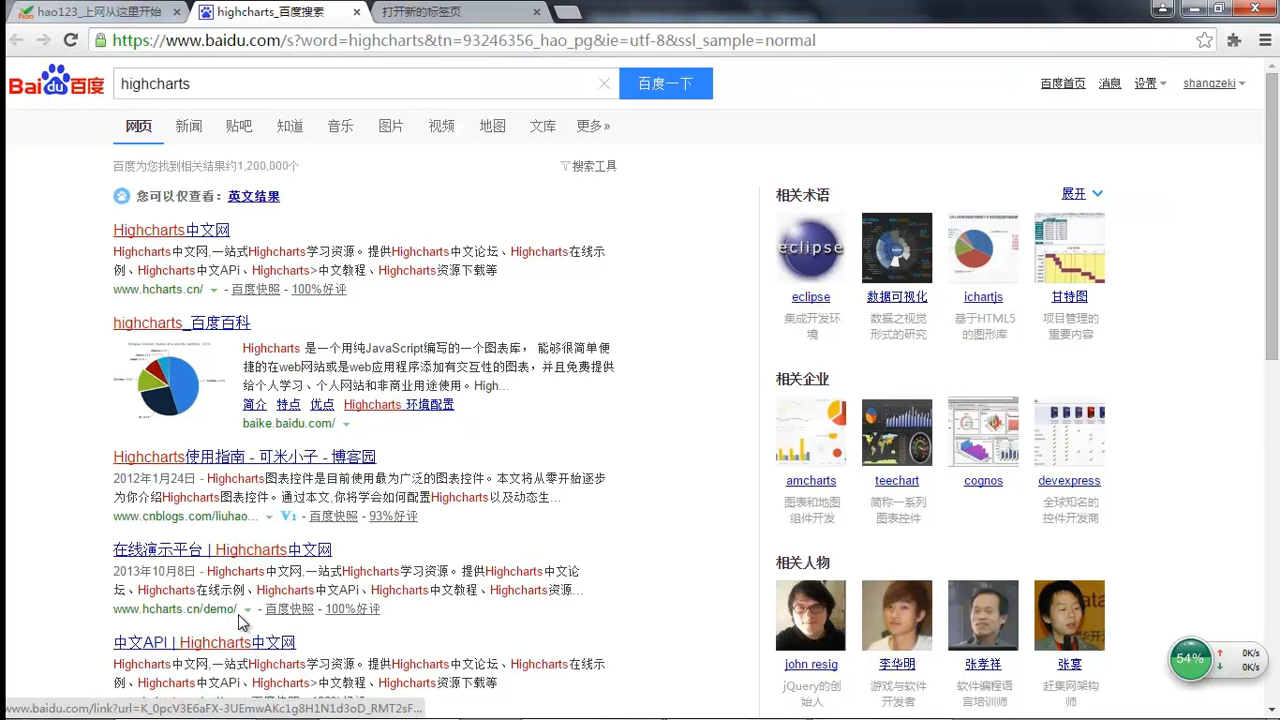 hao123_上网从这里开始
highcharts_百度搜索
打开新的标签页
https://www.baidu.com/s?word=highcharts&tn=93246356_hao_pg&ie=utf-8&ssl_sample=normal
Bai du 百度
highcharts
百度一下
百度首页 消息 设置 shangzeki
网页 新闻 贴吧 知道 音乐 图片 视频 地图 文库 更多»
百度为您找到相关结果约1,200,000个
搜索工具
您可以仅查看：英文结果
Highcharts中文网
Highcharts中文网,一站式Highcharts学习资源。提供Highcharts中文论坛、Highcharts在线示
例、Highcharts中文API、Highcharts>中文教程、Highcharts资源下载等
www.hcharts.cn/ - 百度快照 - 100%好评
highcharts_百度百科
Highcharts 是一个用纯JavaScript编写的一个图表库， 能够很简单便
捷的在web网站或是web应用程序添加有交互性的图表，并且免费提供
给个人学习、个人网站和非商业用途使用。High...
简介 特点 优点 Highcharts 环境配置
.com/
Highcharts使用指南 - 可米小子 - 博客园
2012年1月24日 - Highcharts图表控件是目前使用最为广泛的图表控件。本文将从零开始逐步
为你介绍Highcharts图表控件。通过本文,你将学会如何配置Highcharts以及动态生...
www.cnblogs.com/liuhao... V1 - 百度快照 - 93%好评
在线演示平台 | Highcharts中文网
2013年10月8日 - Highcharts中文网,一站式Highcharts学习资源。提供Highcharts中文论
坛、Highcharts在线示例、Highcharts中文API、Highcharts中文教程、Highcharts资源...
www.hcharts.cn/demo/ - 百度快照 - 100%好评
中文API | Highcharts中文网
Highcharts中文网,一站式Highcharts学习资源。提供Highcharts中文论坛、Highcharts在线示
例、Highcharts中文API、Highcharts>中文教程、Highcharts资源下载等
相关术语
展开
eclipse
eclipse 数据可视化 ichartjs 甘特图
集成开发环 数据之视觉 基于HTML5 项目管理的
境 形式的研究 的图形库 重要内容
相关企业
amcharts teechart cognos devexpress
图表和地图 简称一系列 全球知名的
组件开发 图表控件 控件开发商
相关人物
john resig 李华明 张孝祥 张宴
jQuery的创 游戏与软件 软件编程语 赶集网架构
始人 开发者 言培训师 师
54%
0K/s
0K/s